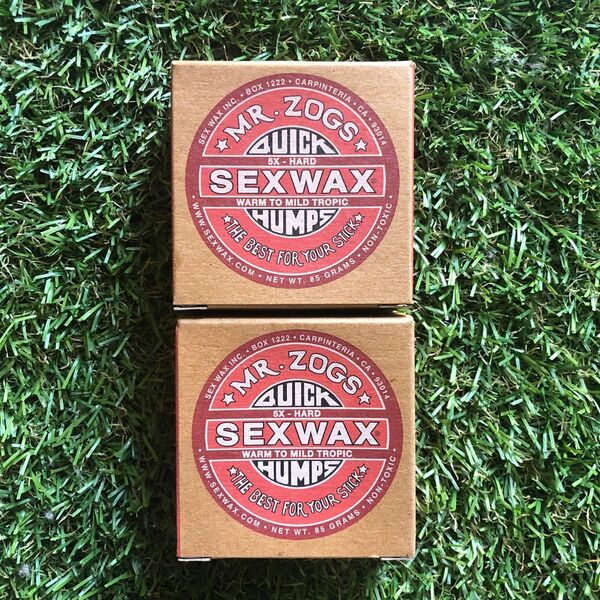 SEX WAX INC. • BOX 1222 • CARPINTERIA • CA • 93014
MR. ZOGS
QUICK
5X - HARD
SEXWAX
WARM TO MILD TROPIC
HUMPS
★THE BEST FOR YOUR STICK★
• WWW.SEXWAX.COM • NET WT. 85 GRAMS • NON-TOXIC •
SEX WAX INC. • BOX 1222 • CARPINTERIA • CA • 93014
★MR. ZOGS★
QUICK
5X - HARD
SEXWAX
WARM TO MILD TROPIC
HUMPS
★THE BEST FOR YOUR STICK★
• WWW.SEXWAX.COM • NET WT. 85 GRAMS • NON-TOXIC •